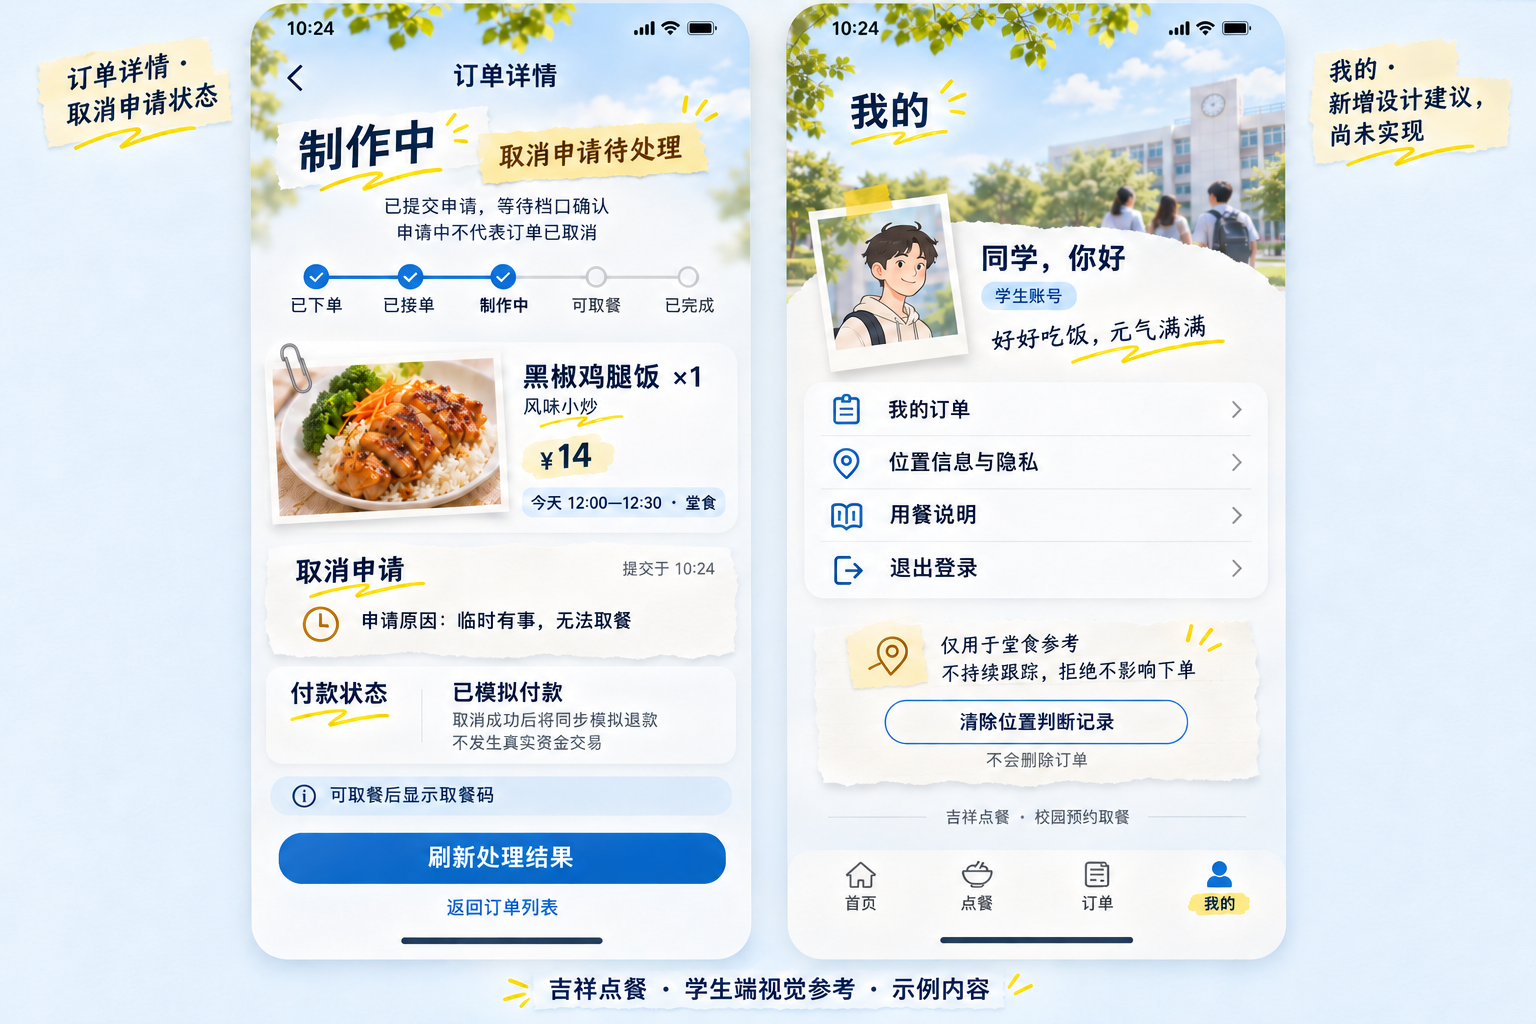 订单详情·
取消申请状态
10:24
订单详情
制作中
取消申请待处理
已提交申请，等待档口确认
申请中不代表订单已取消
已下单 已接单 制作中 可取餐 已完成
黑椒鸡腿饭 ×1
风味小炒
¥14
今天 12:00—12:30 · 堂食
取消申请
提交于 10:24
申请原因：临时有事，无法取餐
付款状态
已模拟付款
取消成功后将同步模拟退款
不发生真实资金交易
可取餐后显示取餐码
刷新处理结果
返回订单列表
10:24
我的
同学，你好
学生账号
好好吃饭，元气满满
我的订单
位置信息与隐私
用餐说明
退出登录
仅用于堂食参考
不持续跟踪，拒绝不影响下单
清除位置判断记录
不会删除订单
吉祥点餐 · 校园预约取餐
首页 点餐 订单 我的
我的·
新增设计建议，
尚未实现
吉祥点餐 · 学生端视觉参考 · 示例内容